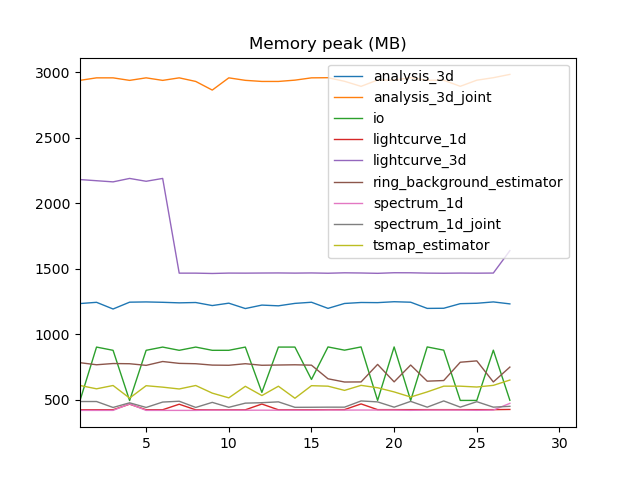 Memory peak (MB)
3000
2500
2000
1500
1000
500
analysis_3d
analysis_3d_joint
io
lightcurve_1d
lightcurve_3d
ring_background_estimator
spectrum_1d
spectrum_1d_joint
tsmap_estimator
5 10 15 20 25 30